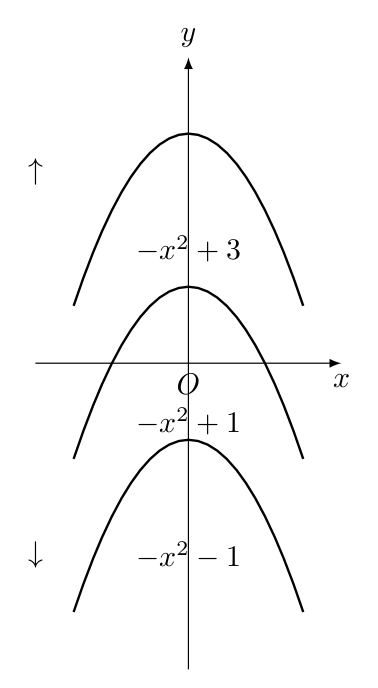 y
↑
−x² + 3
O
x
−x² + 1
↓
−x² − 1